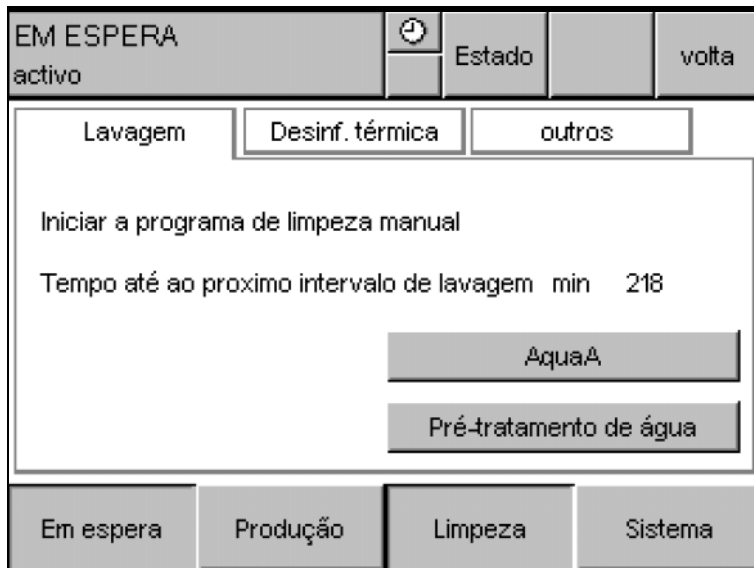 EM ESPERA
activo
Estado
volta
Lavagem
Desinf. térmica
outros
Iniciar a programa de limpeza manual
Tempo até ao proximo intervalo de lavagem min 218
AquaA
Pré-tratamento de água
Em espera
Produção
Limpeza
Sistema